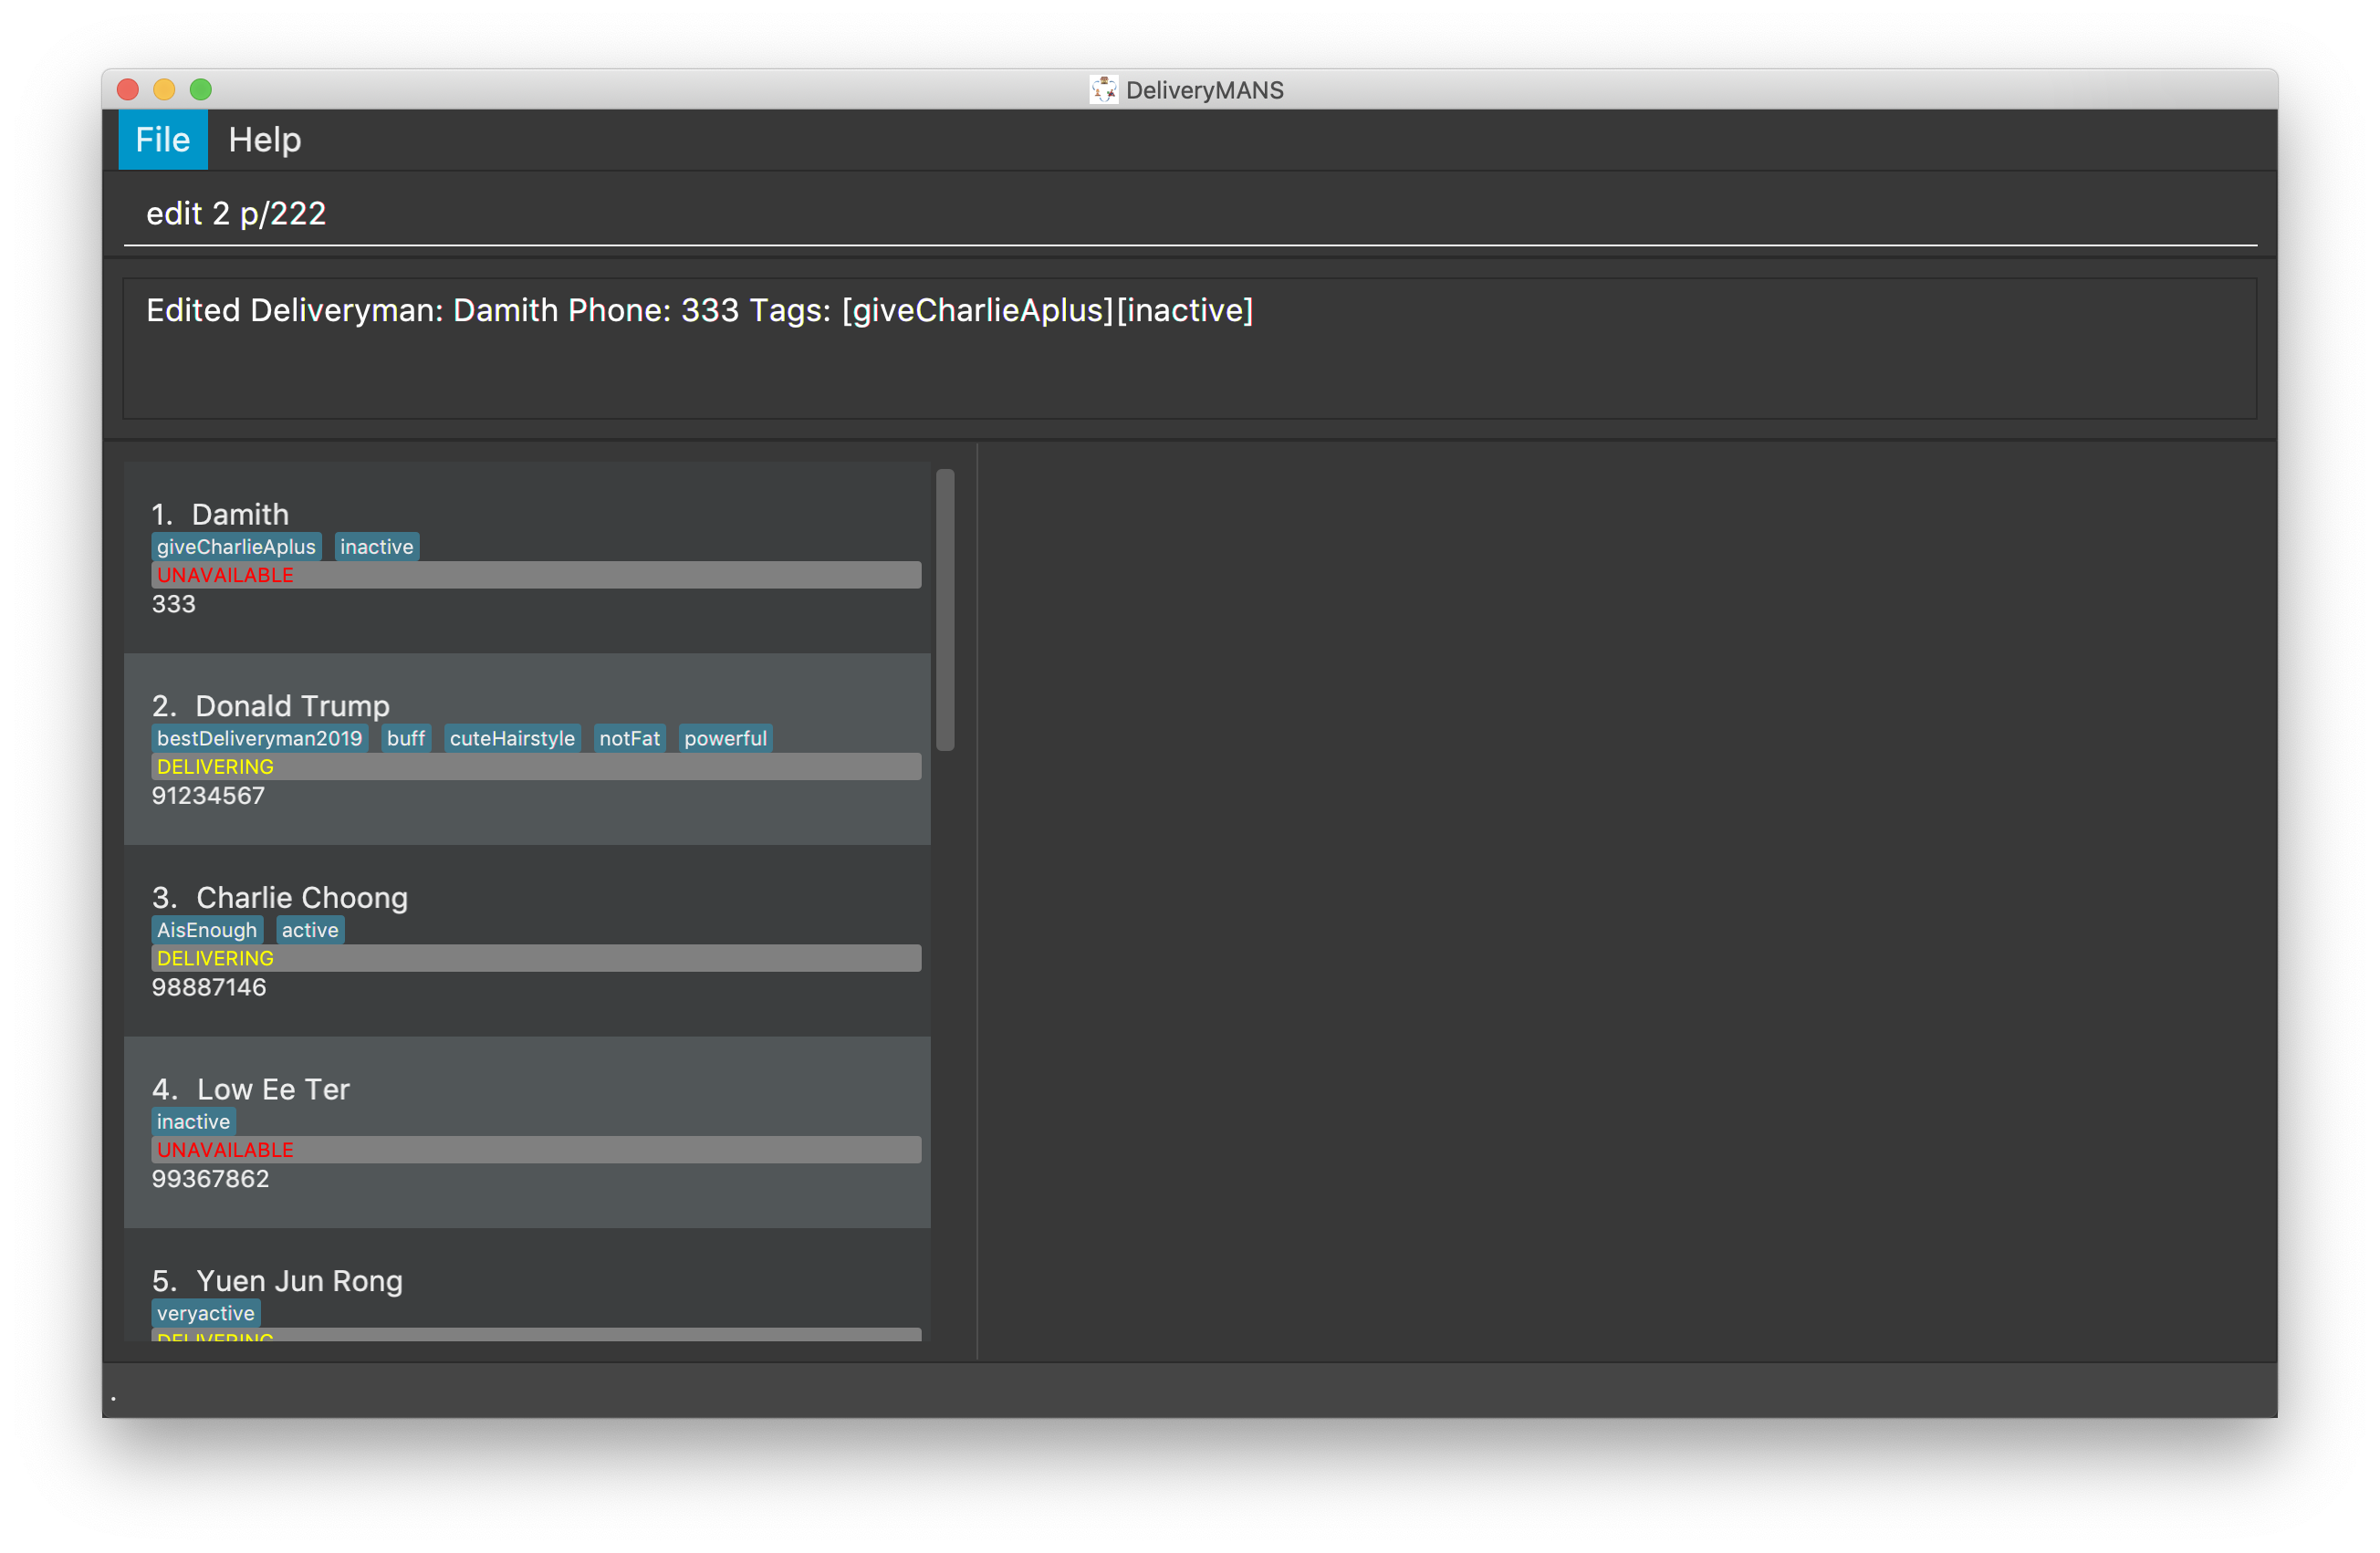 DeliveryMANS
File Help
edit 2 p/222
Edited Deliveryman: Damith Phone: 333 Tags: [giveCharlieAplus][inactive]
1. Damith
giveCharlieAplus inactive
UNAVAILABLE
333
2. Donald Trump
bestDeliveryman2019 buff cuteHairstyle notFat powerful
DELIVERING
91234567
3. Charlie Choong
AisEnough active
DELIVERING
98887146
4. Low Ee Ter
inactive
UNAVAILABLE
99367862
5. Yuen Jun Rong
veryactive
DELIVERING
.